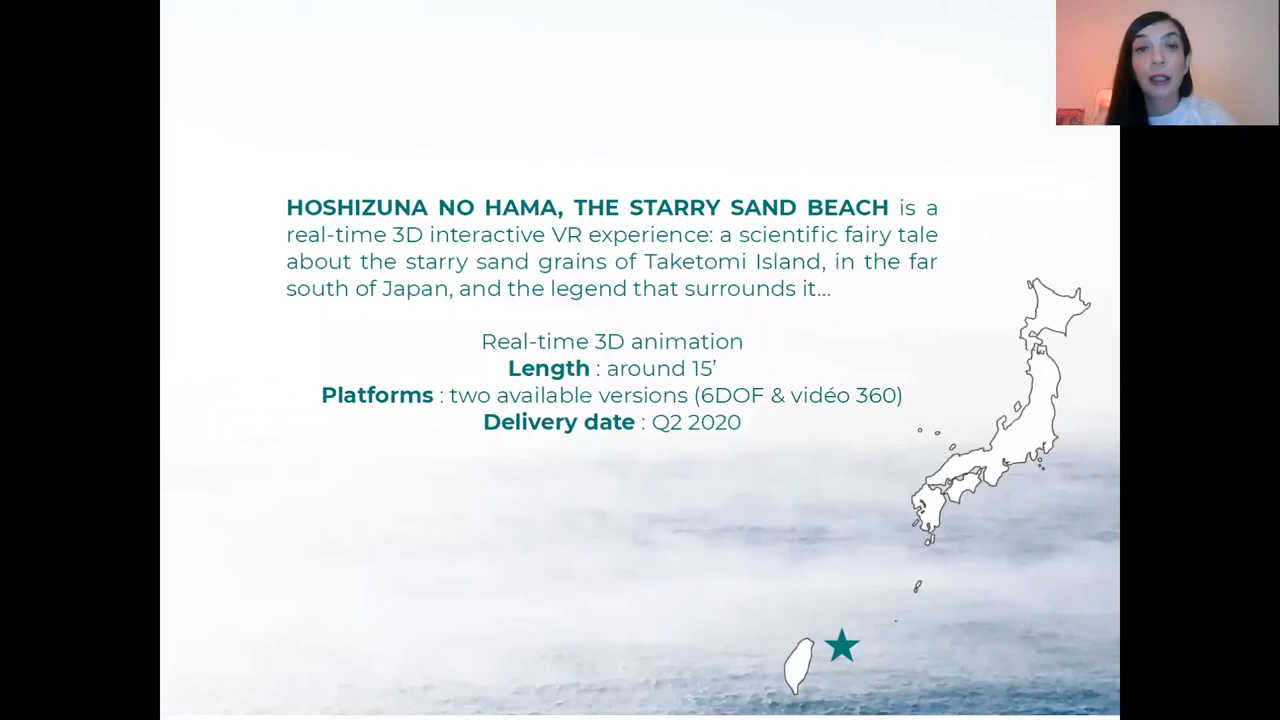 HOSHIZUNA NO HAMA, THE STARRY SAND BEACH is a
real-time 3D interactive VR experience: a scientific fairy tale
about the starry sand grains of Taketomi Island, in the far
south of Japan, and the legend that surrounds it...
Real-time 3D animation
Length : around 15’
Platforms : two available versions (6DOF & vidéo 360)
Delivery date : Q2 2020